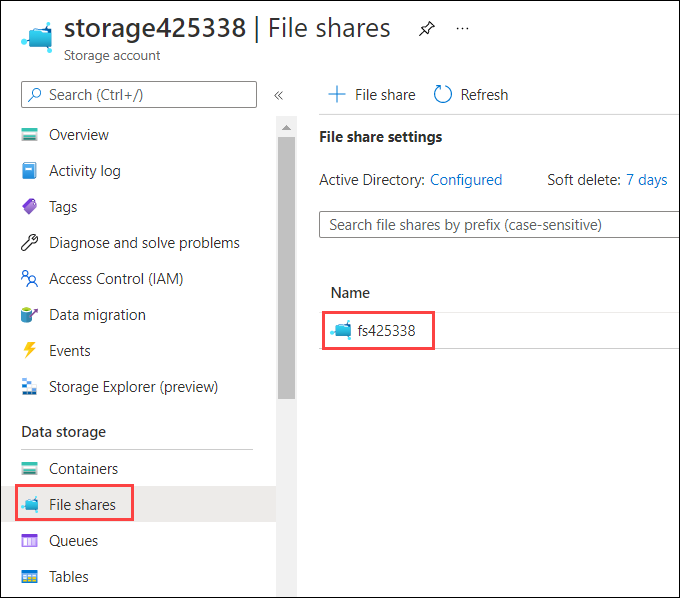 storage425338 | File shares ...
Storage account
Search (Ctrl+/)
«
Overview
Activity log
Tags
Diagnose and solve problems
Access Control (IAM)
Data migration
Events
Storage Explorer (preview)
Data storage
Containers
File shares
Queues
Tables
+ File share Refresh
File share settings
Active Directory: Configured Soft delete: 7 days
Search file shares by prefix (case-sensitive)
Name
fs425338